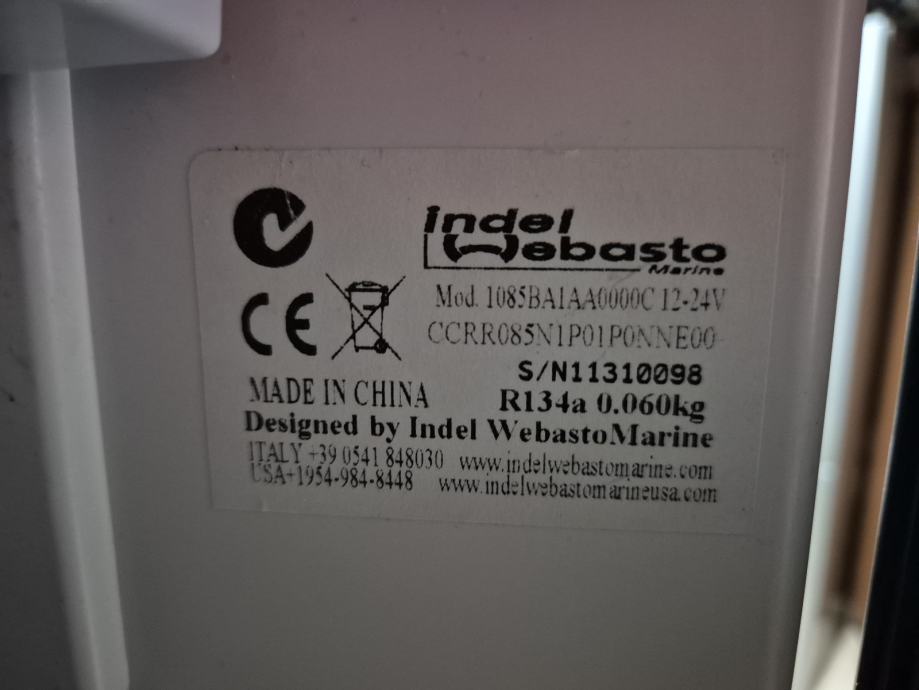 indel
Webasto
Marine
Mod. 1085BA1AA0000C 12-24V
CCRR085N1P01P0NNE00
S/N11310098
MADE IN CHINA R134a 0.060kg
Designed by Indel WebastoMarine
ITALY +39 0541 848030 www.indelwebastomarine.com
USA+1954-984-8448 www.indelwebastomarineusa.com